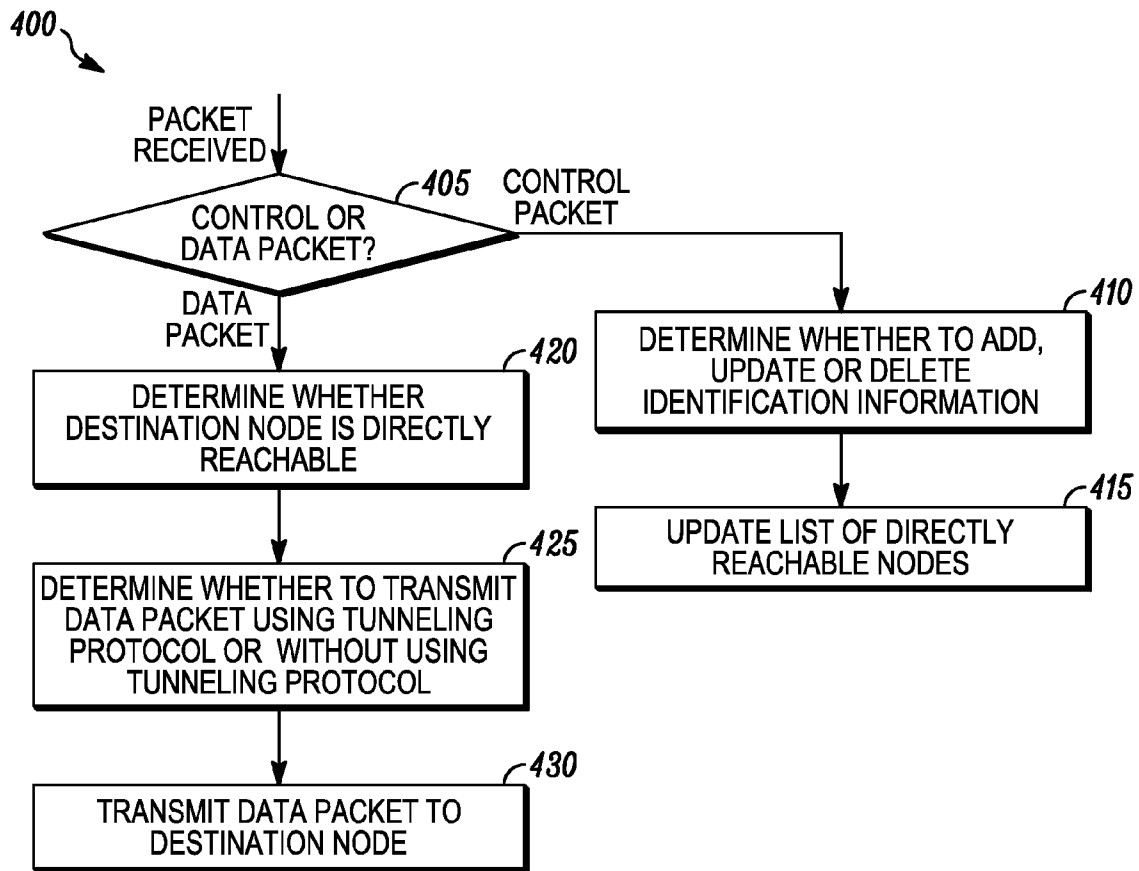 400
PACKET
RECEIVED
405
CONTROL OR
DATA PACKET?
CONTROL
PACKET
DATA
PACKET
410
DETERMINE WHETHER TO ADD,
UPDATE OR DELETE
IDENTIFICATION INFORMATION
420
DETERMINE WHETHER
DESTINATION NODE IS DIRECTLY
REACHABLE
415
UPDATE LIST OF DIRECTLY
REACHABLE NODES
425
DETERMINE WHETHER TO TRANSMIT
DATA PACKET USING TUNNELING
PROTOCOL OR WITHOUT USING
TUNNELING PROTOCOL
430
TRANSMIT DATA PACKET TO
DESTINATION NODE